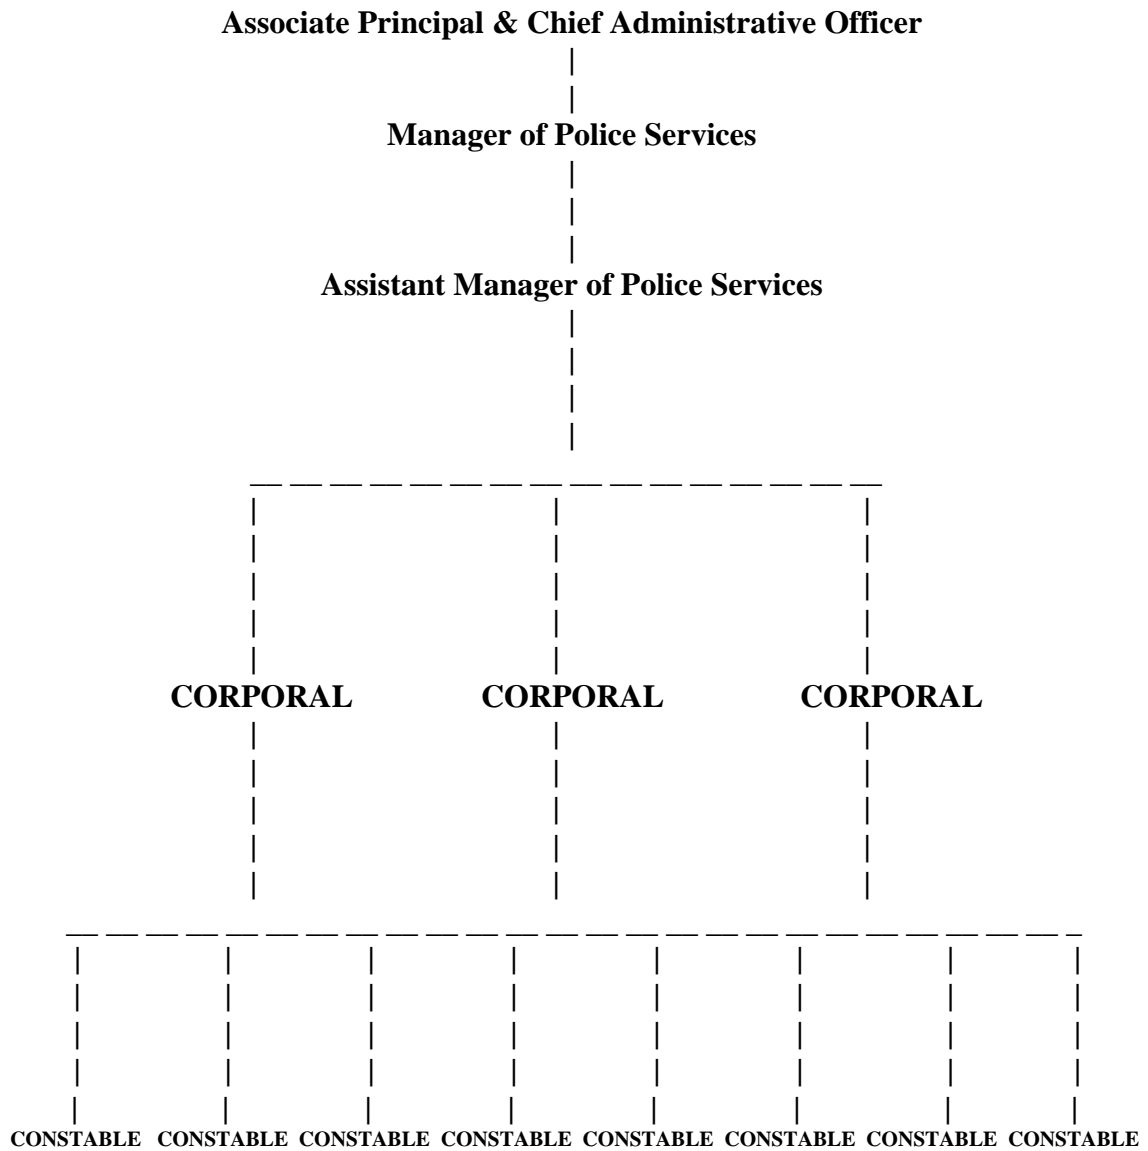 Associate Principal & Chief Administrative Officer
Manager of Police Services
Assistant Manager of Police Services
CORPORAL CORPORAL CORPORAL
CONSTABLE CONSTABLE CONSTABLE CONSTABLE CONSTABLE CONSTABLE CONSTABLE CONSTABLE